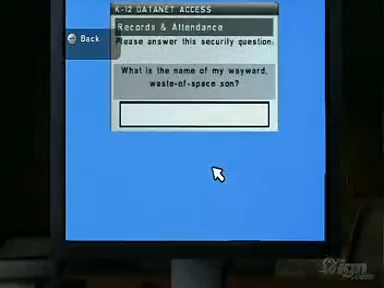 K-12 DATANET ACCESS
Records & Attendance
Back
Please answer this security question:
What is the name of my wayward,
waste-of-space son?
IGN
.com